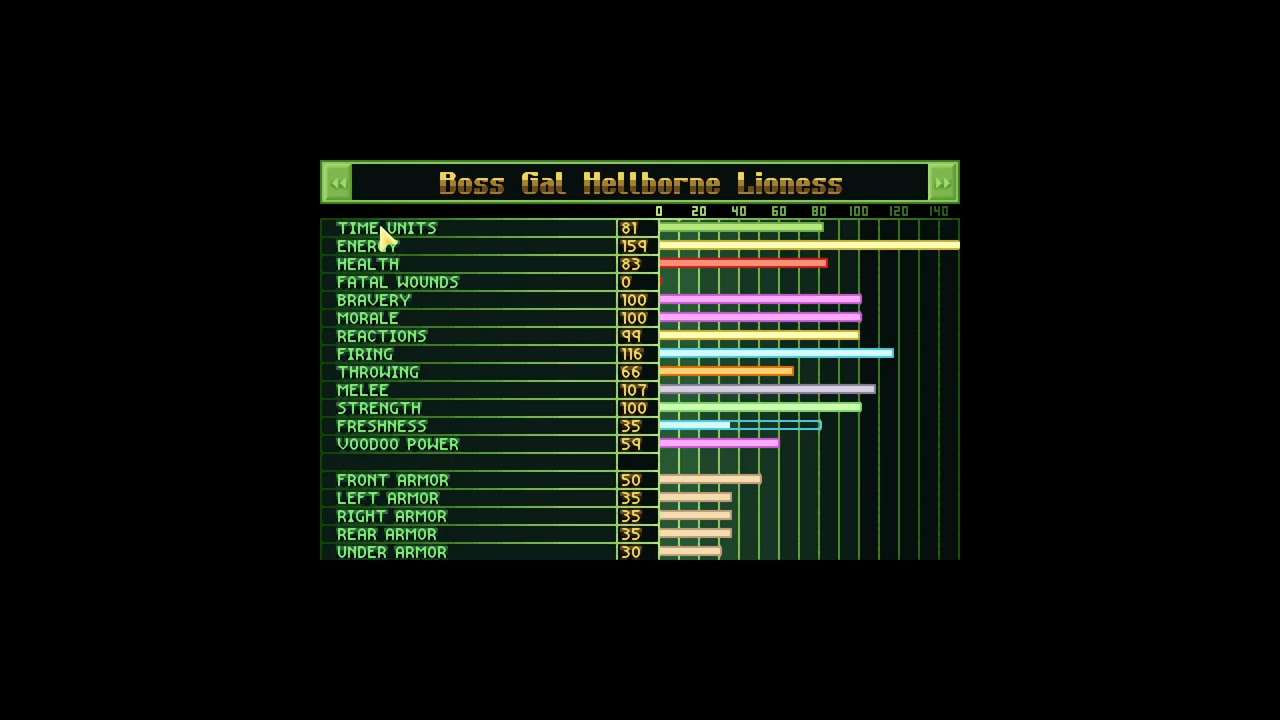 Boss Gal Hellborne Lioness
0 20 40 60 80 100 120 140
TIME UNITS 81
ENERGY 159
HEALTH 83
FATAL WOUNDS 0
BRAVERY 100
MORALE 100
REACTIONS 99
FIRING 116
THROWING 66
MELEE 107
STRENGTH 100
FRESHNESS 35
VOODOO POWER 59
FRONT ARMOR 50
LEFT ARMOR 35
RIGHT ARMOR 35
REAR ARMOR 35
UNDER ARMOR 30